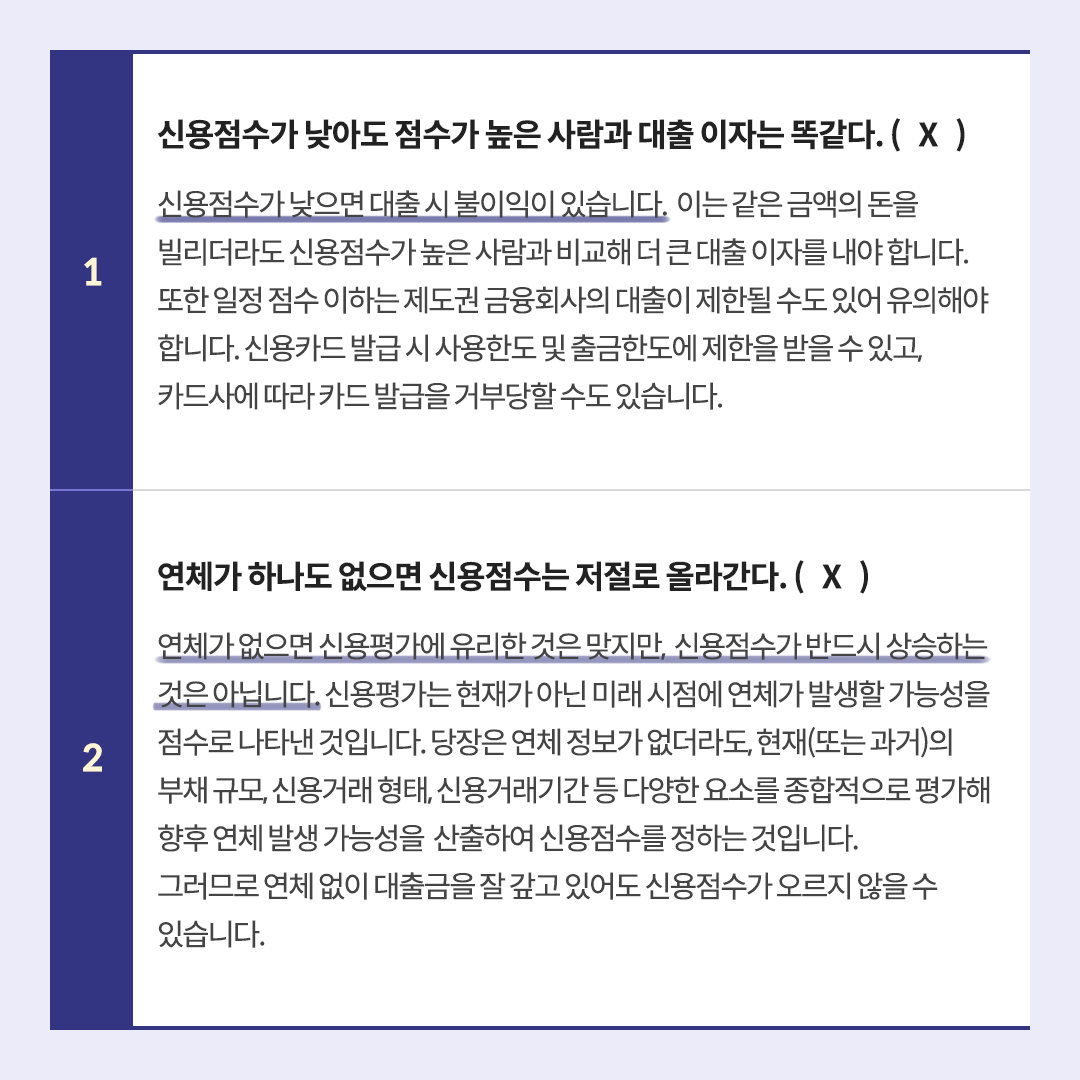 1
신용점수가 낮아도 점수가 높은 사람과 대출 이자는 똑같다. ( X )
신용점수가 낮으면 대출 시 불이익이 있습니다. 이는 같은 금액의 돈을
빌리더라도 신용점수가 높은 사람과 비교해 더 큰 대출 이자를 내야 합니다.
또한 일정 점수 이하는 제도권 금융회사의 대출이 제한될 수도 있어 유의해야
합니다. 신용카드 발급 시 사용한도 및 출금한도에 제한을 받을 수 있고,
카드사에 따라 카드 발급을 거부당할 수도 있습니다.
2
연체가 하나도 없으면 신용점수는 저절로 올라간다. ( X )
연체가 없으면 신용평가에 유리한 것은 맞지만, 신용점수가 반드시 상승하는
것은 아닙니다. 신용평가는 현재가 아닌 미래 시점에 연체가 발생할 가능성을
점수로 나타낸 것입니다. 당장은 연체 정보가 없더라도, 현재(또는 과거)의
부채 규모, 신용거래 형태, 신용거래기간 등 다양한 요소를 종합적으로 평가해
향후 연체 발생 가능성을 산출하여 신용점수를 정하는 것입니다.
그러므로 연체 없이 대출금을 잘 갚고 있어도 신용점수가 오르지 않을 수
있습니다.